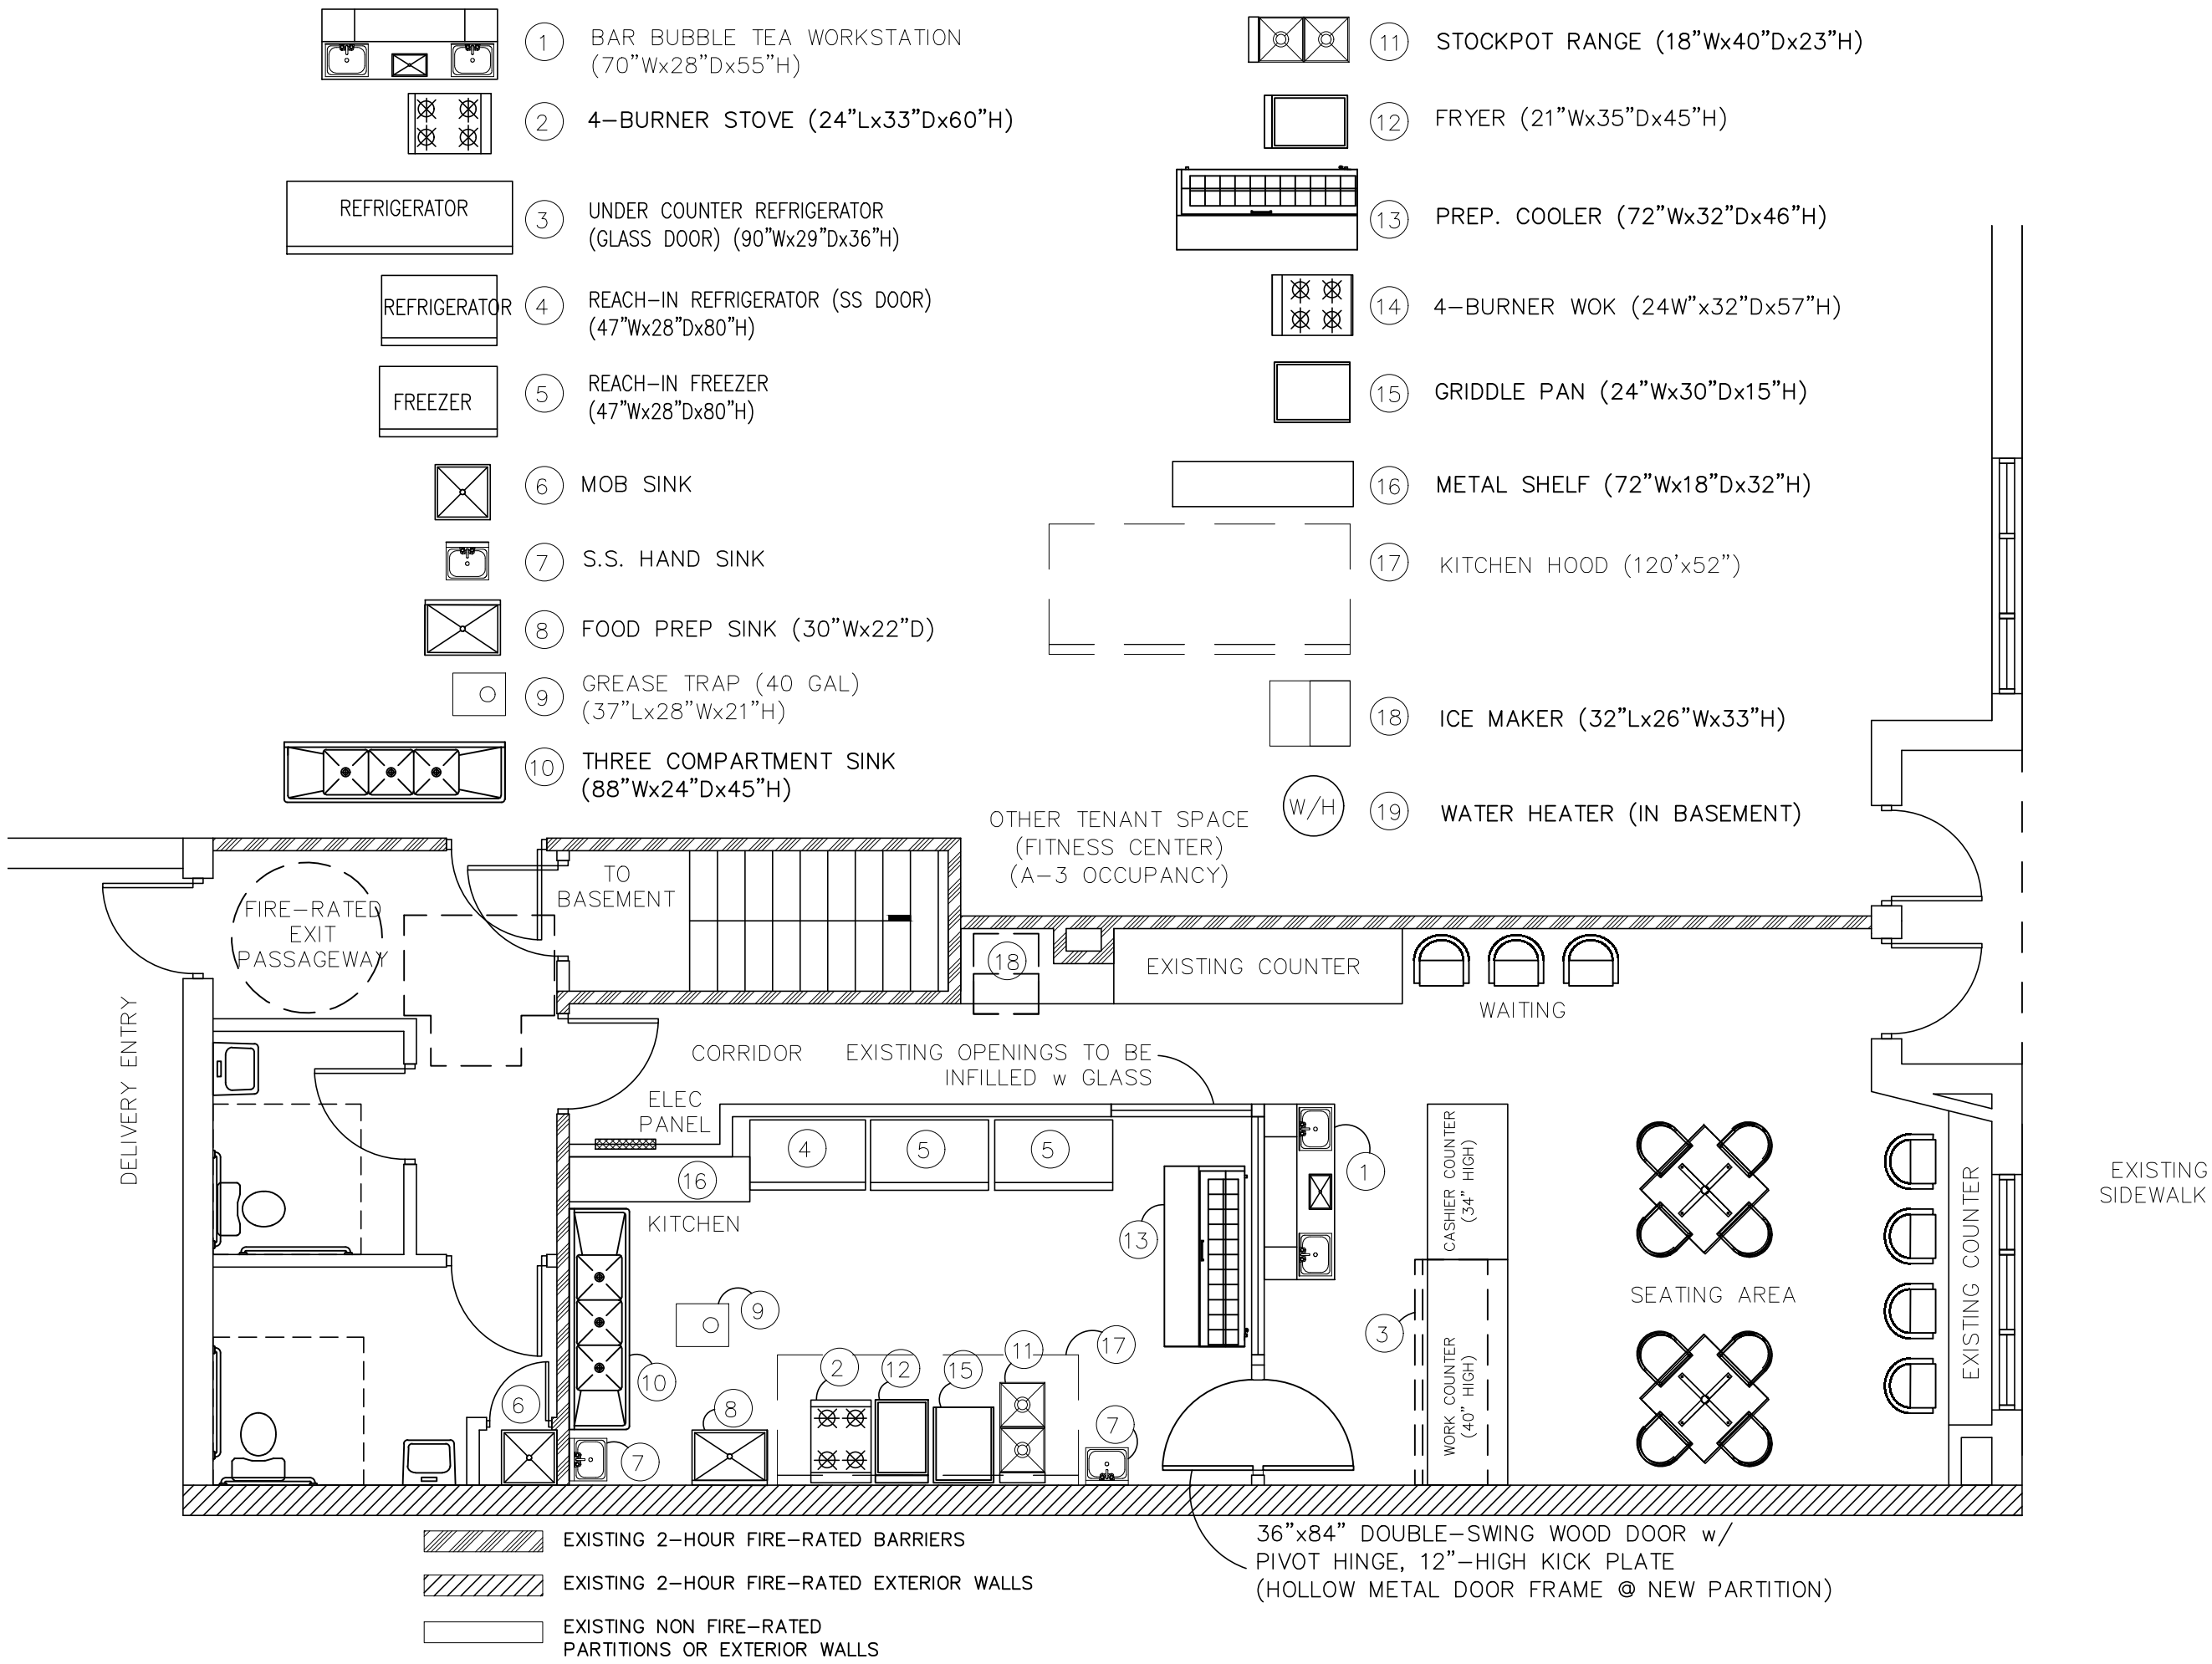 1
BAR BUBBLE TEA WORKSTATION
(70"Wx28"Dx55"H)
2
4-BURNER STOVE (24"Lx33"Dx60"H)
REFRIGERATOR
3
UNDER COUNTER REFRIGERATOR
(GLASS DOOR) (90"Wx29"Dx36"H)
REFRIGERATOR
4
REACH-IN REFRIGERATOR (SS DOOR)
(47"Wx28"Dx80"H)
FREEZER
5
REACH-IN FREEZER
(47"Wx28"Dx80"H)
6
MOB SINK
7
S.S. HAND SINK
8
FOOD PREP SINK (30"Wx22"D)
9
GREASE TRAP (40 GAL)
(37"Lx28"Wx21"H)
10
THREE COMPARTMENT SINK
(88"Wx24"Dx45"H)
11
STOCKPOT RANGE (18"Wx40"Dx23"H)
12
FRYER (21"Wx35"Dx45"H)
13
PREP. COOLER (72"Wx32"Dx46"H)
14
4-BURNER WOK (24W"x32"Dx57"H)
15
GRIDDLE PAN (24"Wx30"Dx15"H)
16
METAL SHELF (72"Wx18"Dx32"H)
17
KITCHEN HOOD (120'x52")
18
ICE MAKER (32"Lx26"Wx33"H)
W/H
19
WATER HEATER (IN BASEMENT)
OTHER TENANT SPACE
(FITNESS CENTER)
(A-3 OCCUPANCY)
TO
BASEMENT
FIRE-RATED
EXIT
PASSAGEWAY
DELIVERY ENTRY
18
EXISTING COUNTER
WAITING
CORRIDOR
EXISTING OPENINGS TO BE
INFILLED w GLASS
ELEC
PANEL
4
5
5
16
KITCHEN
1
13
CASHIER COUNTER
(34" HIGH)
EXISTING
SIDEWALK
EXISTING COUNTER
SEATING AREA
9
3
WORK COUNTER
(40" HIGH)
17
11
2
12
15
10
6
8
7
7
36"x84" DOUBLE-SWING WOOD DOOR w/
PIVOT HINGE, 12"-HIGH KICK PLATE
(HOLLOW METAL DOOR FRAME @ NEW PARTITION)
EXISTING 2-HOUR FIRE-RATED BARRIERS
EXISTING 2-HOUR FIRE-RATED EXTERIOR WALLS
EXISTING NON FIRE-RATED
PARTITIONS OR EXTERIOR WALLS